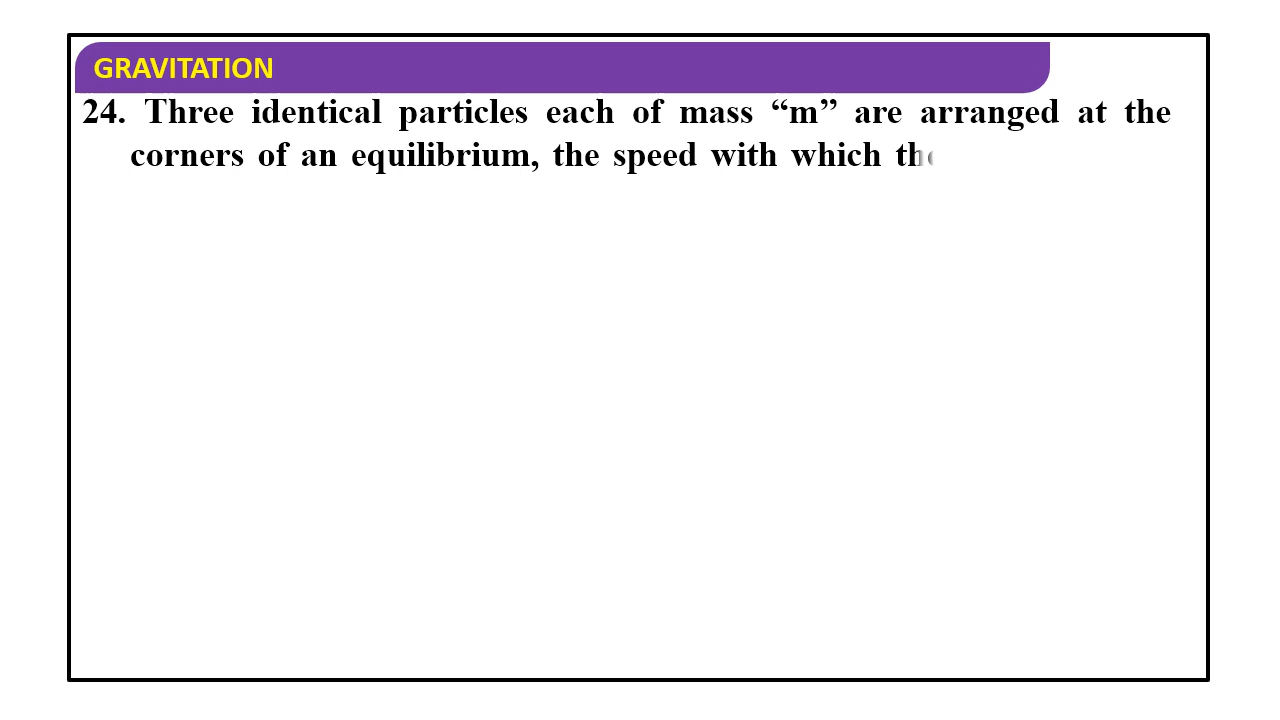 GRAVITATION
24. Three identical particles each of mass “m” are arranged at the
corners of an equilibrium, the speed with which